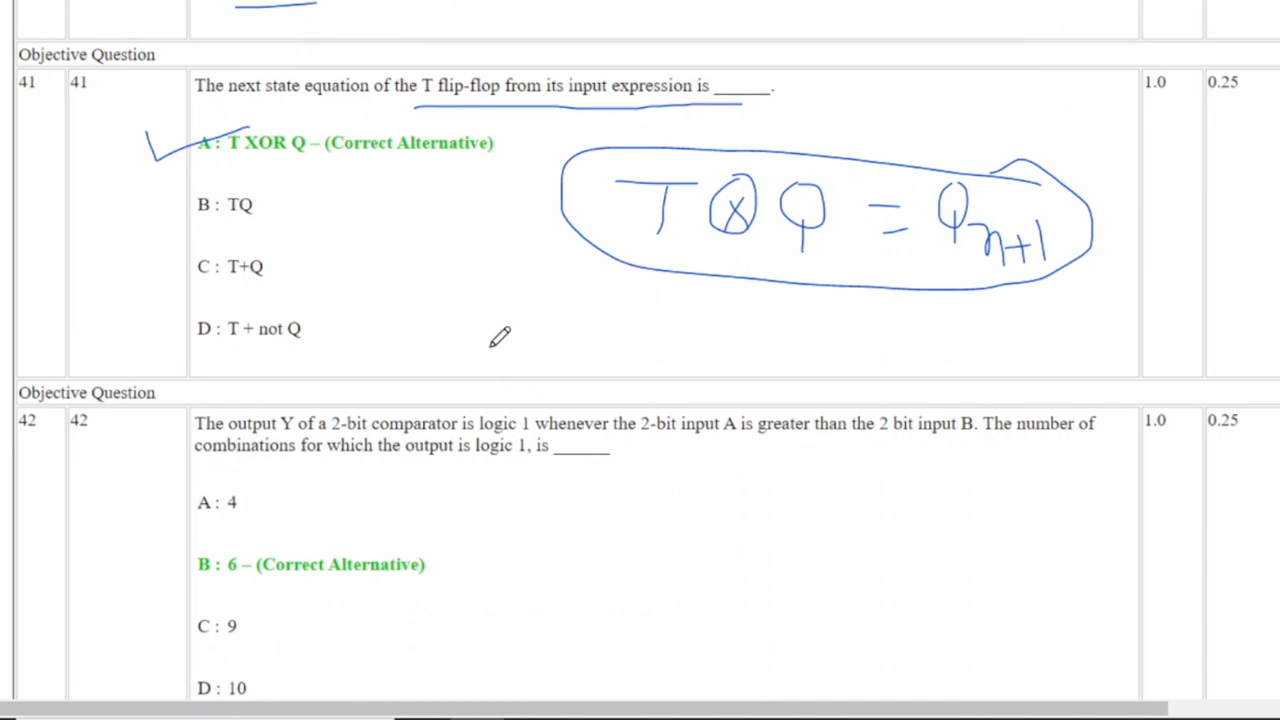 Objective Question
41 41 The next state equation of the T flip-flop from its input expression is ______. 1.0 0.25
A : T XOR Q – (Correct Alternative)
T ⊗ Q = Qn+1
B : TQ
C : T+Q
D : T + not Q
Objective Question
42 42 The output Y of a 2-bit comparator is logic 1 whenever the 2-bit input A is greater than the 2 bit input B. The number of 1.0 0.25
combinations for which the output is logic 1, is ______
A : 4
B : 6 – (Correct Alternative)
C : 9
D : 10